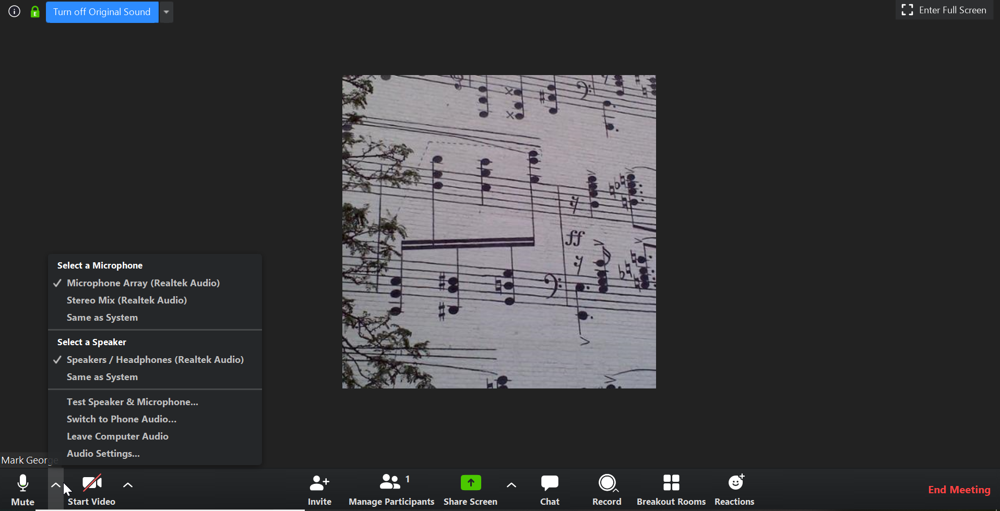 Turn off Original Sound
Enter Full Screen
ff
Select a Microphone
Microphone Array (Realtek Audio)
Stereo Mix (Realtek Audio)
Same as System
Select a Speaker
Speakers / Headphones (Realtek Audio)
Same as System
Test Speaker & Microphone...
Switch to Phone Audio...
Leave Computer Audio
Audio Settings...
Mark George
1
Mute
Start Video
Invite
Manage Participants
Share Screen
Chat
Record
Breakout Rooms
Reactions
End Meeting